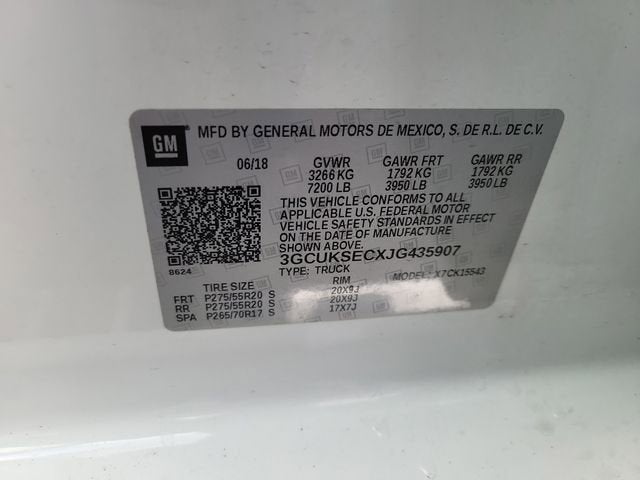 GM MFD BY GENERAL MOTORS DE MEXICO, S. DE R.L. DE C.V.
06/18 GVWR GAWR FRT GAWR RR
3266 KG 1792 KG 1792 KG
7200 LB 3950 LB 3950 LB
THIS VEHICLE CONFORMS TO ALL
APPLICABLE U.S. FEDERAL MOTOR
VEHICLE SAFETY STANDARDS IN EFFECT
ON THE DATE OF MANUFACTURE
SHOWN ABOVE.
8624 3GCUKSECXJG435907
TYPE: TRUCK MODEL: X7CK15543
TIRE SIZE RIM
FRT P275/55R20 S 20X9J
RR P275/55R20 S 20X9J
SPA P265/70R17 S 17X7J